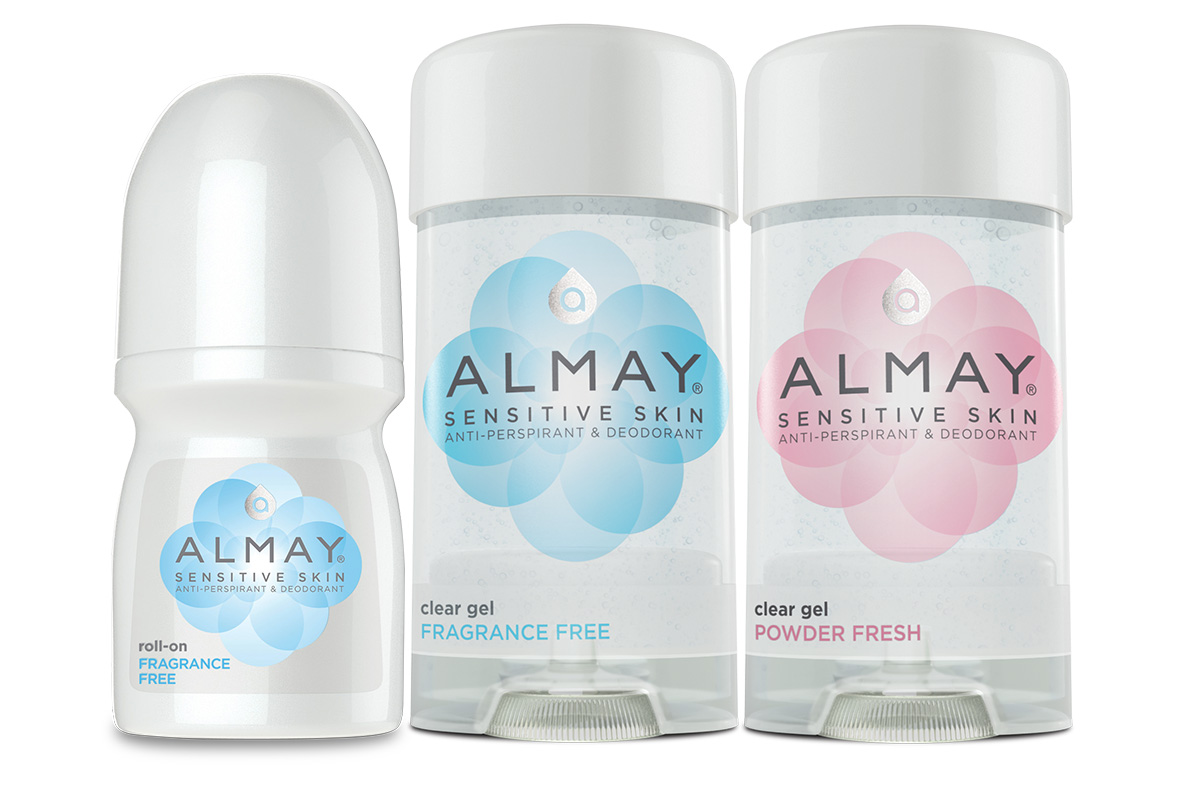 ALMAY®
SENSITIVE SKIN
ANTI-PERSPIRANT & DEODORANT
roll-on
FRAGRANCE
FREE
a
ALMAY®
SENSITIVE SKIN
ANTI-PERSPIRANT & DEODORANT
clear gel
FRAGRANCE FREE
a
ALMAY®
SENSITIVE SKIN
ANTI-PERSPIRANT & DEODORANT
clear gel
POWDER FRESH